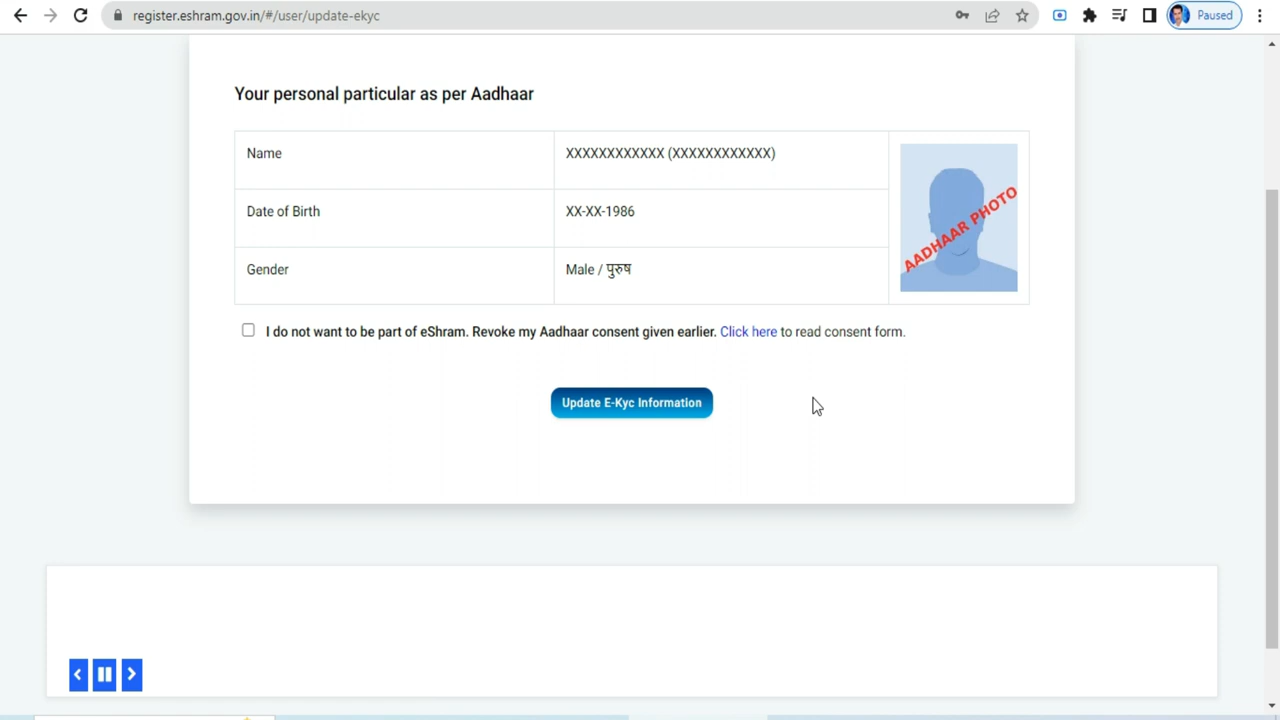 register.eshram.gov.in/#/user/update-ekyc
Paused
Your personal particular as per Aadhaar
Name XXXXXXXXXXXX (XXXXXXXXXXXX)
Date of Birth XX-XX-1986
Gender Male / पुरुष
AADHAAR PHOTO
I do not want to be part of eShram. Revoke my Aadhaar consent given earlier. Click here to read consent form.
Update E-Kyc Information